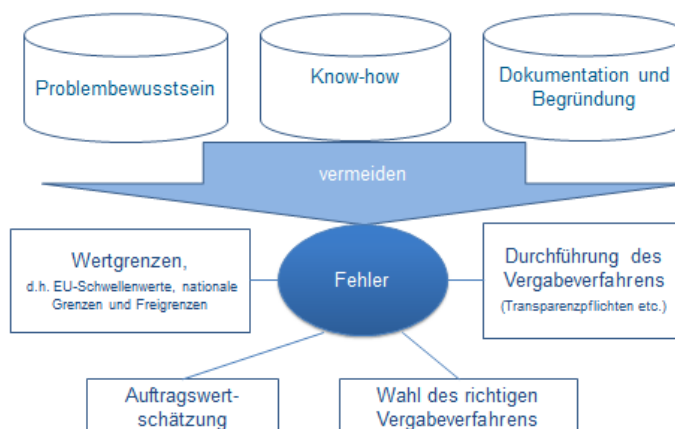 Problembewusstsein
Know-how
Dokumentation und
Begründung
vermeiden
Wertgrenzen,
d.h. EU-Schwellenwerte, nationale
Grenzen und Freigrenzen
Fehler
Durchführung des
Vergabeverfahrens
(Transparenzpflichten etc.)
Auftragswert-
schätzung
Wahl des richtigen
Vergabeverfahrens